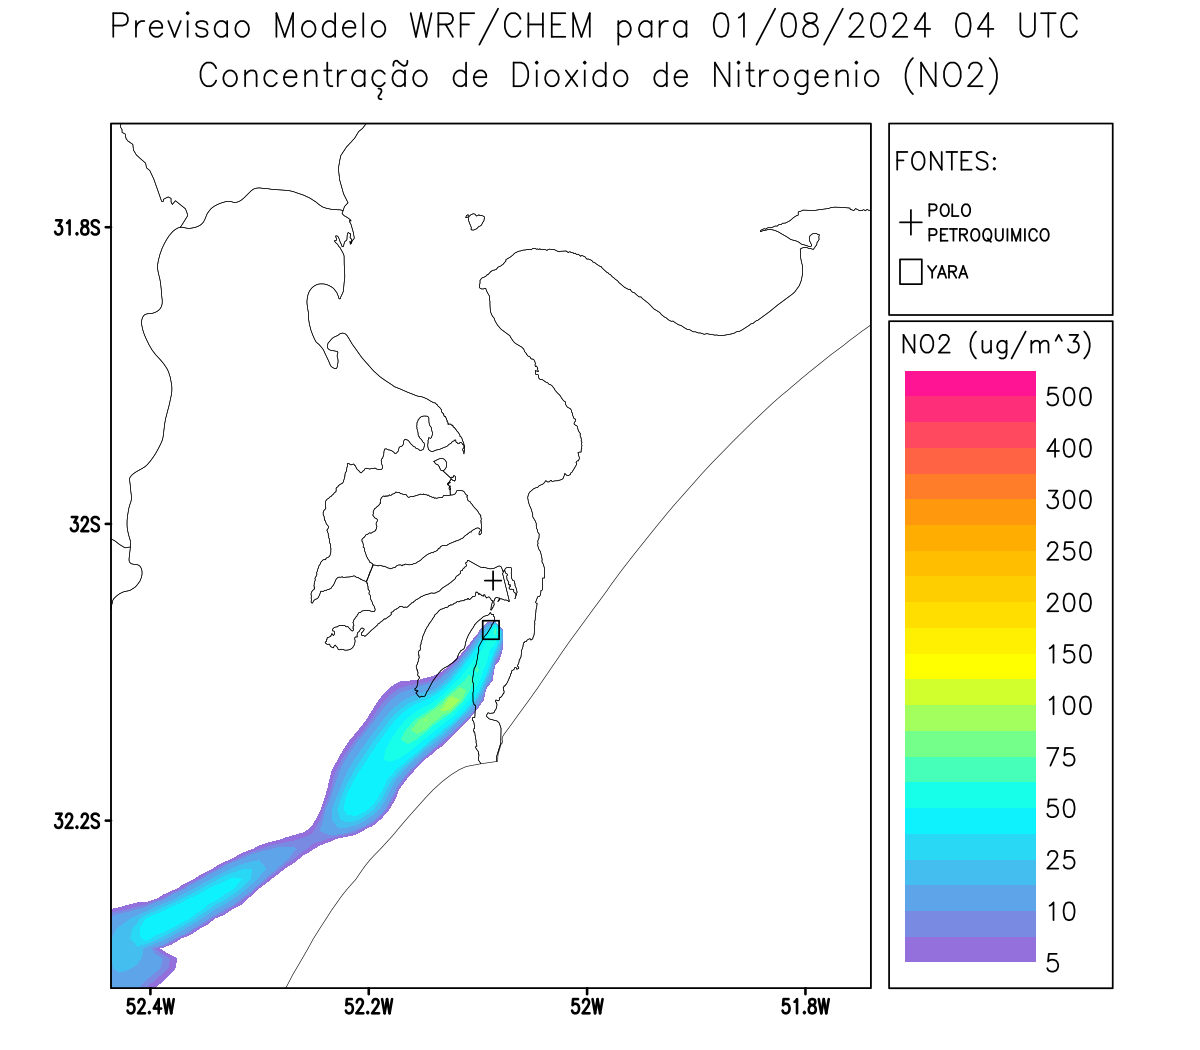 Previsao Modelo WRF/CHEM para 01/08/2024 04 UTC
Concentração de Dioxido de Nitrogenio (NO2)
FONTES:
POLO
PETROQUIMICO
YARA
NO2 (ug/m^3)
500
400
300
250
200
150
100
75
50
25
10
5
31.8S
32S
32.2S
52.4W
52.2W
52W
51.8W